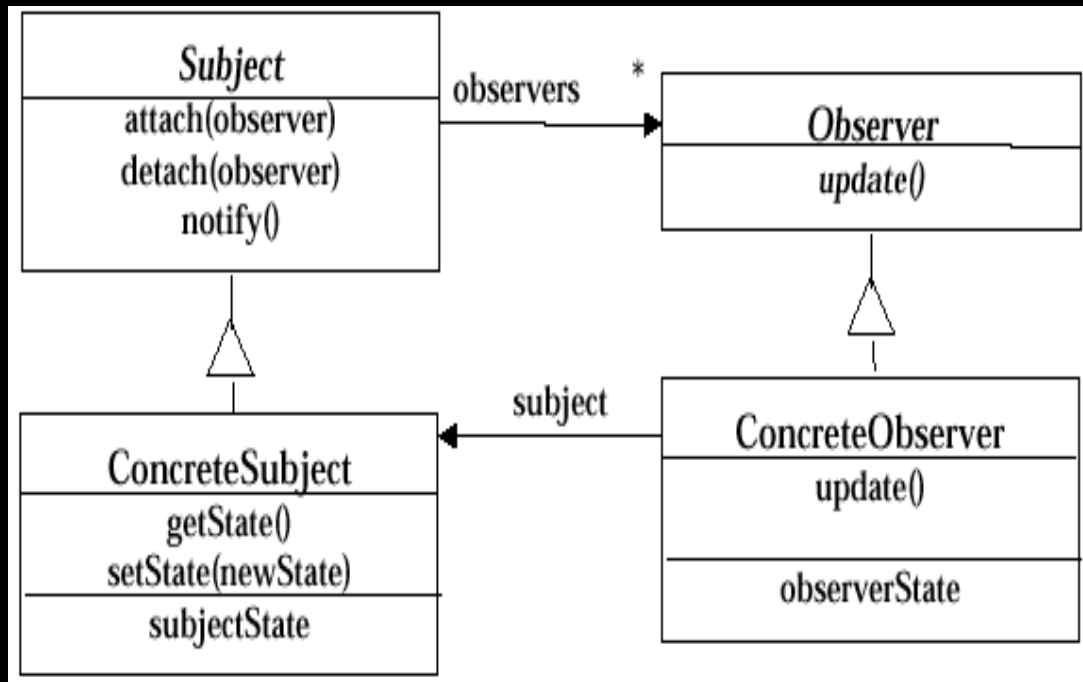 Subject
attach(observer)
detach(observer)
notify()
observers
*
Observer
update()
ConcreteSubject
getState()
setState(newState)
subjectState
subject
ConcreteObserver
update()
observerState